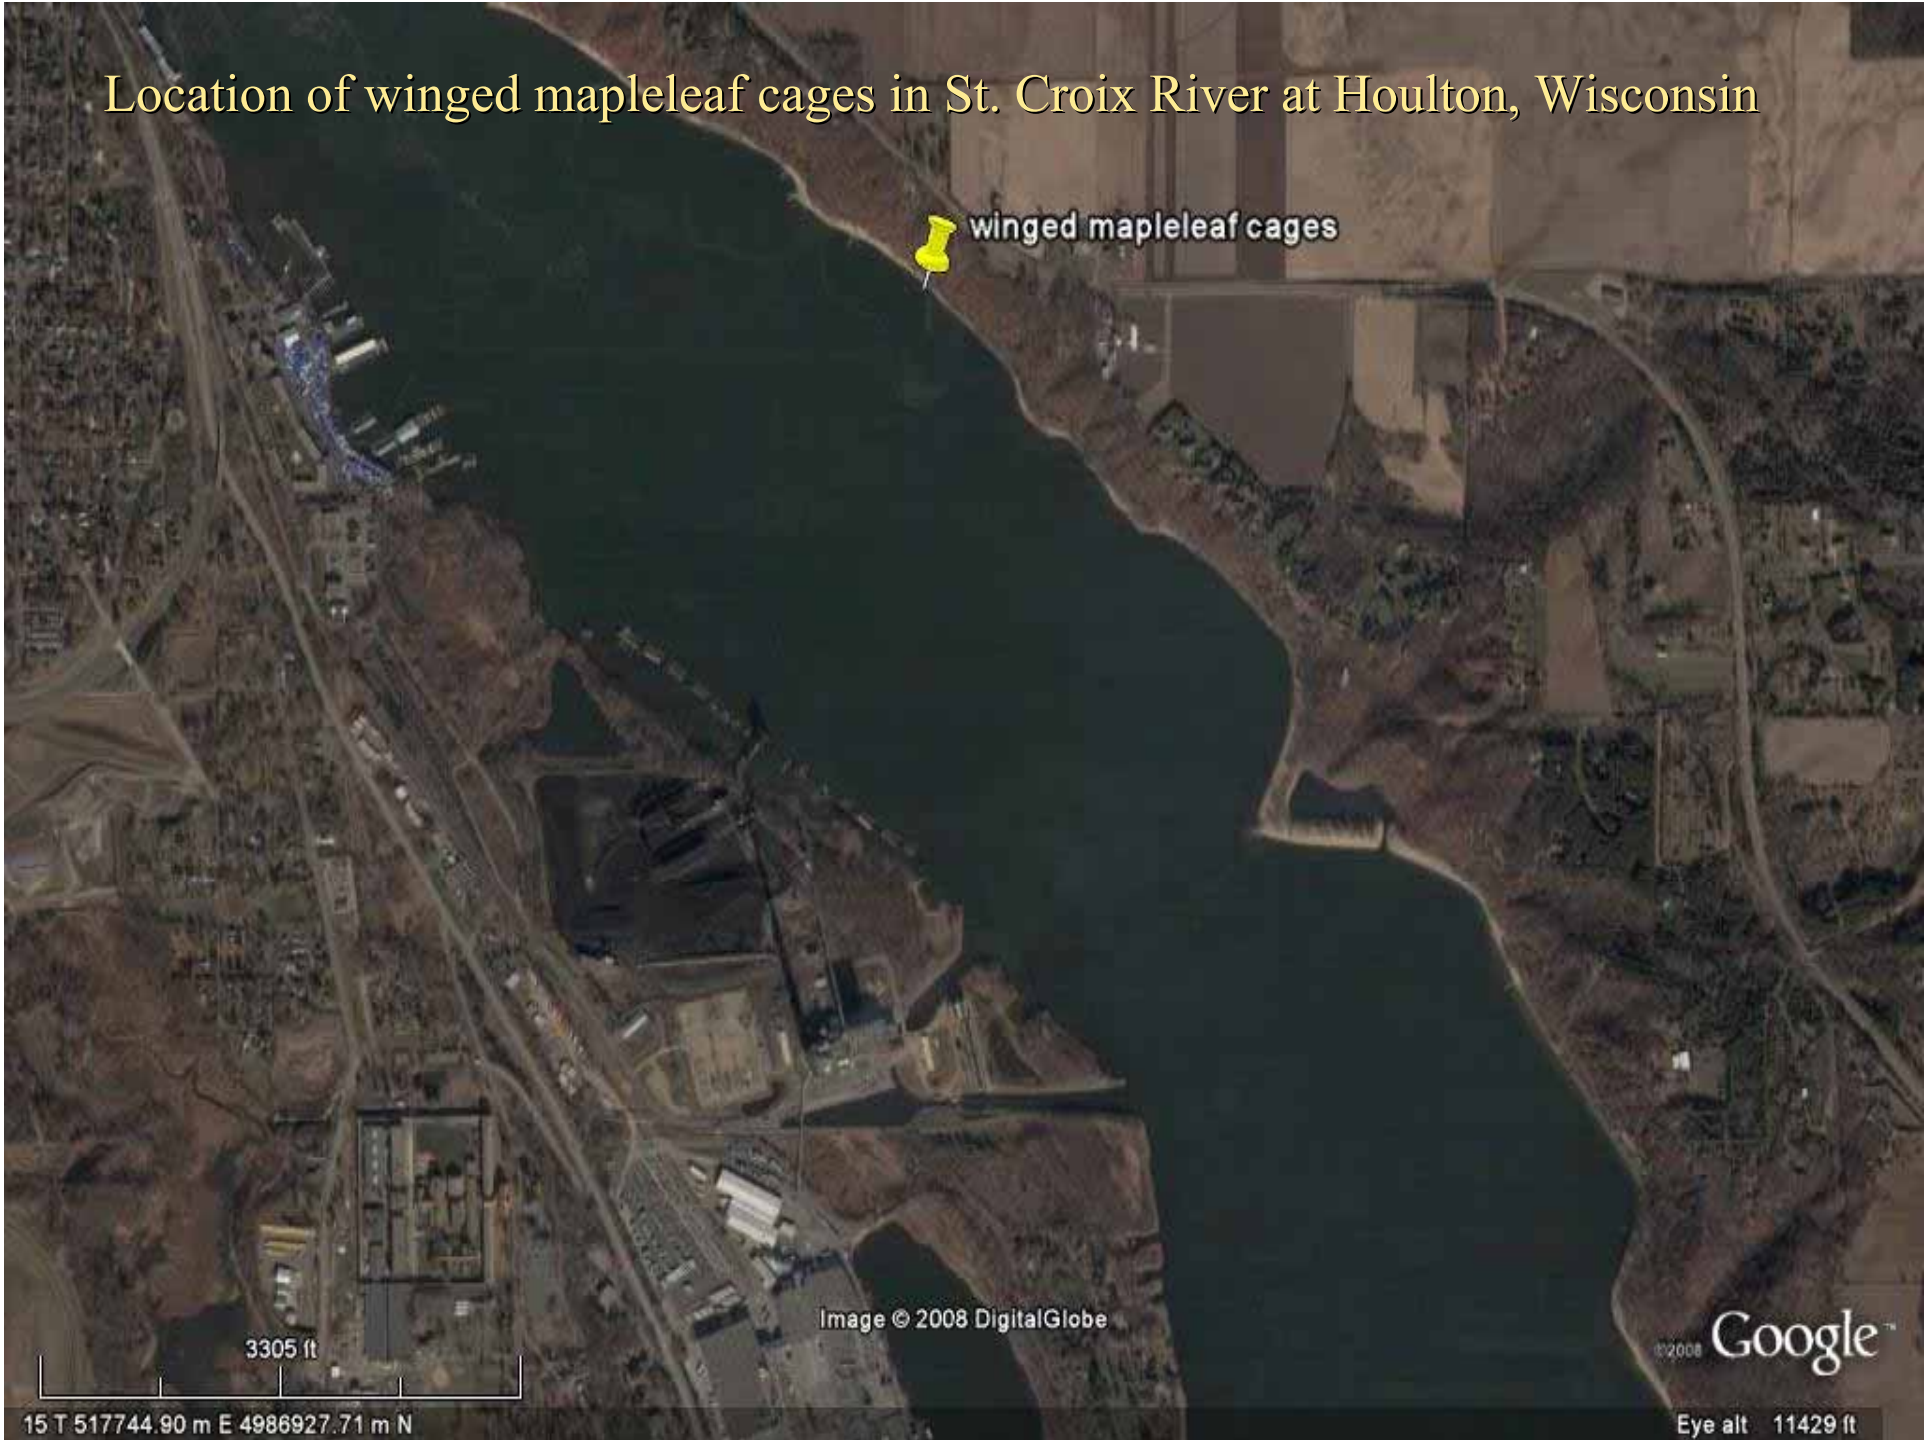 Location of winged mapleleaf cages in St. Croix River at Houlton, Wisconsin
winged mapleleaf cages
Image © 2008 DigitalGlobe
3305 ft
©2008 Google™
15 T 517744.90 m E 4986927.71 m N
Eye alt 11429 ft